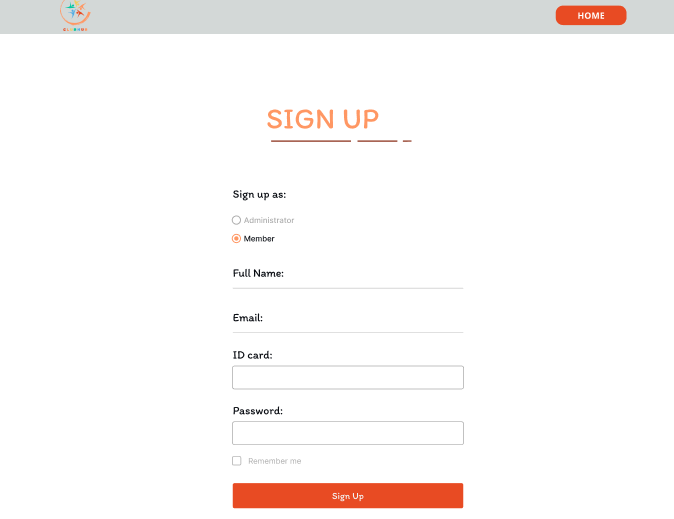 HOME
SIGN UP
Sign up as:
Administrator
Member
Full Name:
Email:
ID card:
Password:
Remember me
Sign Up